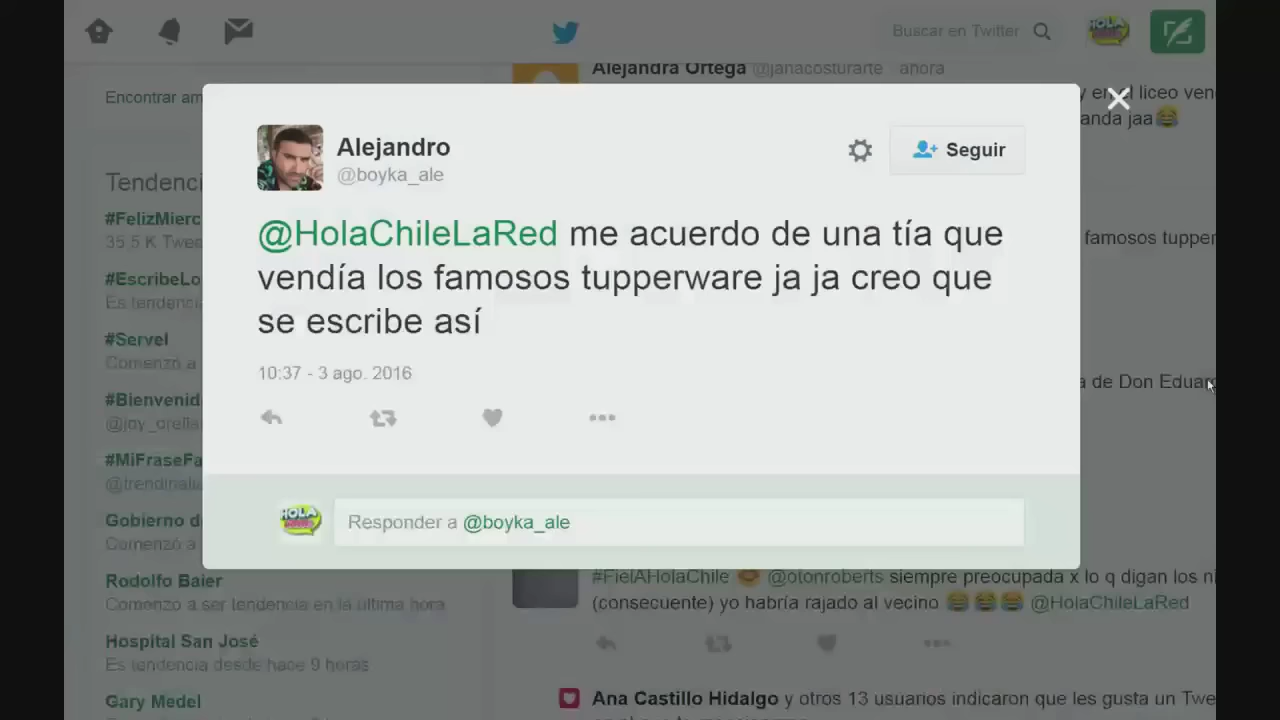 Buscar en Twitter
Alejandra Ortega @janacosturarte · ahora
Encontrar am
y en el liceo ven
anda jaa
Alejandro
@boyka_ale
Seguir
@HolaChileLaRed me acuerdo de una tía que
vendía los famosos tupperware ja ja creo que
se escribe así
10:37 - 3 ago. 2016
Responder a @boyka_ale
Tendenci
#FelizMierc
35.5 K Twee
#EscribeLo
Es tendencia
#Servel
Comenzó a
#Bienvenid
@joy_orella
#MiFraseFa
@trendinalia
Gobierno d
Comenzó a
Rodolfo Baier
Comenzó a ser tendencia en la última hora
Hospital San José
Es tendencia desde hace 9 horas
Gary Medel
famosos tupper
a de Don Eduar
#FielAHolaChile @otonroberts siempre preocupada x lo q digan los ni
(consecuente) yo habría rajado al vecino @HolaChileLaRed
Ana Castillo Hidalgo y otros 13 usuarios indicaron que les gusta un Twe